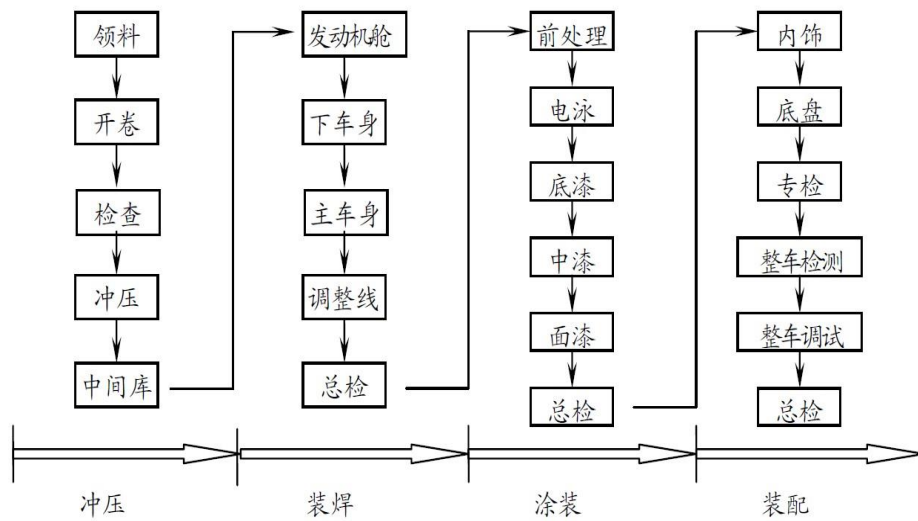 领料
开卷
检查
冲压
中间库
发动机舱
下车身
主车身
调整线
总检
前处理
电泳
底漆
中漆
面漆
总检
内饰
底盘
专检
整车检测
整车调试
总检
冲压
装焊
涂装
装配